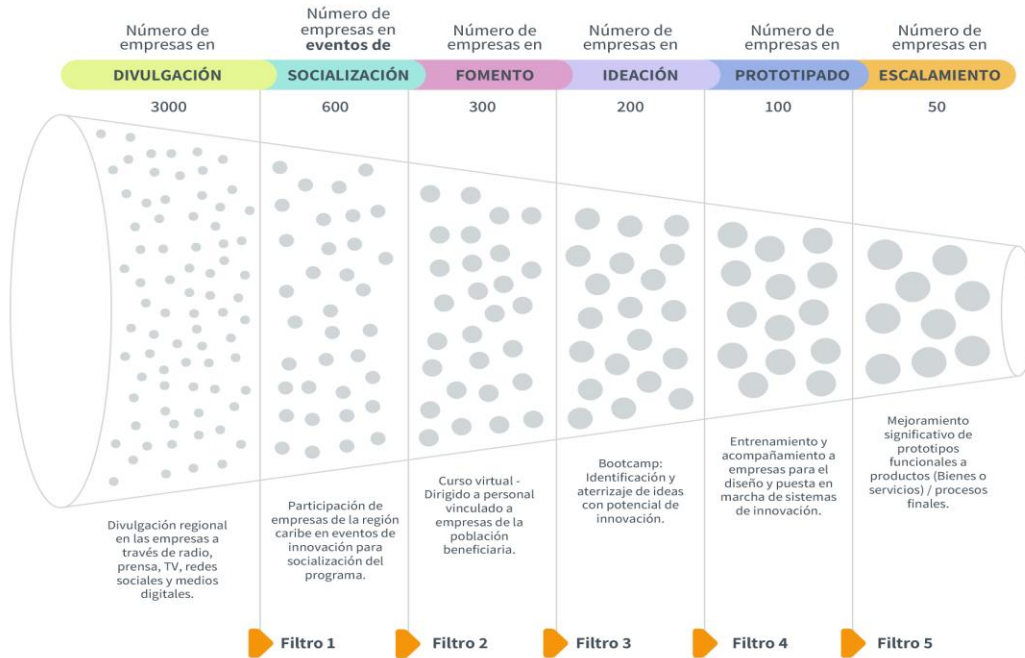 Número de
empresas en
DIVULGACIÓN
3000
Número de
empresas en
eventos de
SOCIALIZACIÓN
600
Número de
empresas en
FOMENTO
300
Número de
empresas en
IDEACIÓN
200
Número de
empresas en
PROTOTIPADO
100
Número de
empresas en
ESCALAMIENTO
50
Divulgación regional
en las empresas a
través de radio,
prensa, TV, redes
sociales y medios
digitales.
Participación de
empresas de la región
caribe en eventos de
innovación para
socialización del
programa.
Curso virtual -
Dirigido a personal
vinculado a
empresas de la
población
beneficiaria.
Bootcamp:
Identificación y
aterrizaje de ideas
con potencial de
innovación.
Entrenamiento y
acompañamiento a
empresas para el
diseño y puesta en
marcha de sistemas
de innovación.
Mejoramiento
significativo de
prototipos
funcionales a
productos (Bienes o
servicios) / procesos
finales.
Filtro 1
Filtro 2
Filtro 3
Filtro 4
Filtro 5